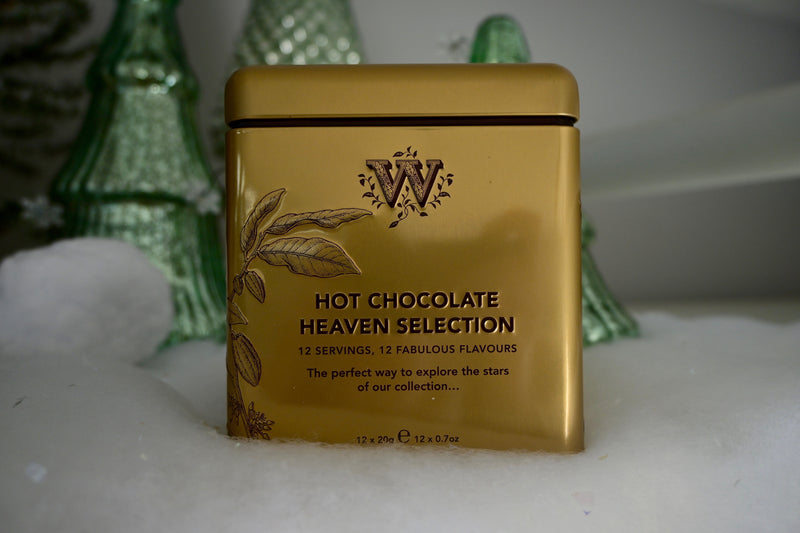 W
HOT CHOCOLATE
HEAVEN SELECTION
12 SERVINGS, 12 FABULOUS FLAVOURS
The perfect way to explore the stars
of our collection...
12 x 20g ℮ 12 x 0.7oz